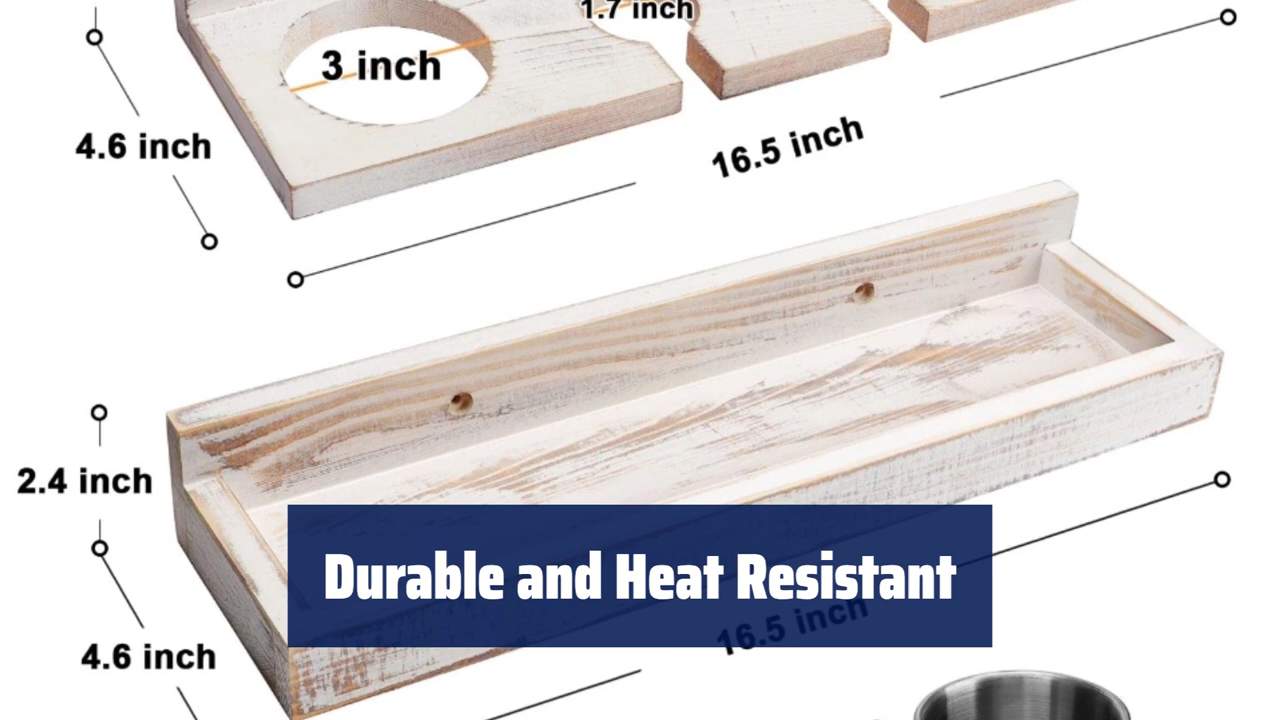 1.7 inch
3 inch
4.6 inch
16.5 inch
2.4 inch
Durable and Heat Resistant
16.5 inch
4.6 inch